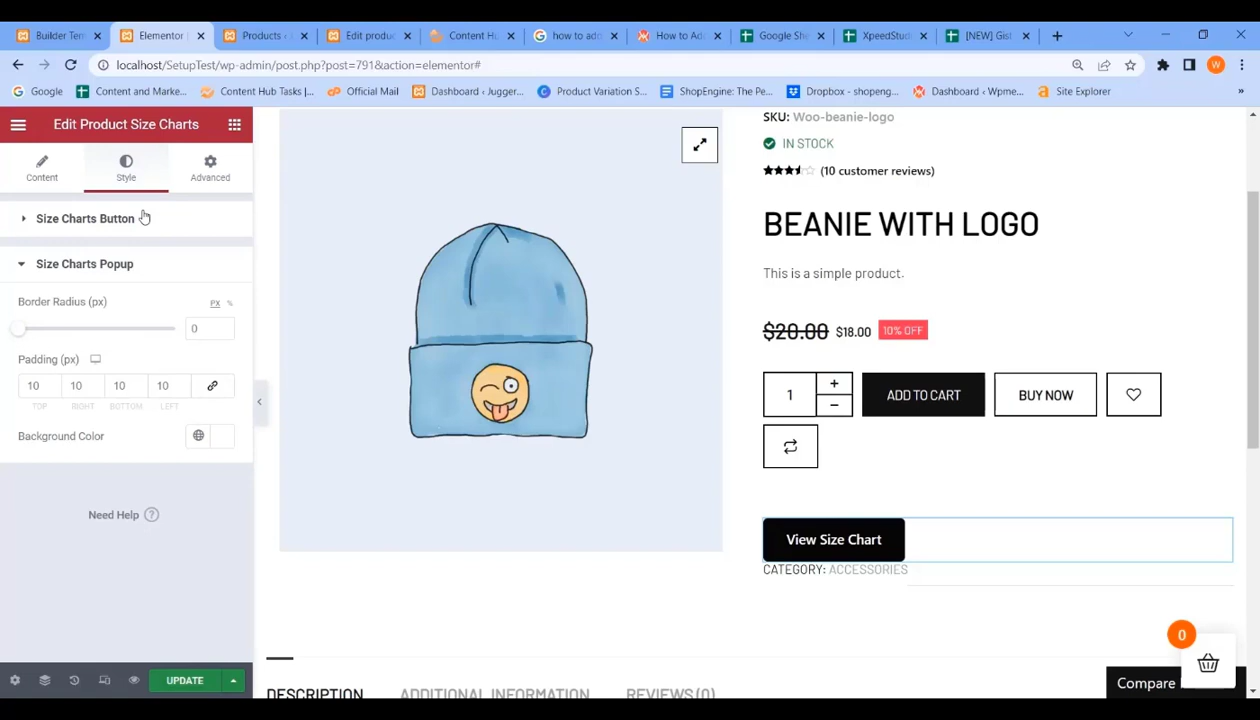 Builder Tem
Elementor
Products ‹
Edit produc
Content Hu
how to add
How to Ad
Google She
XpeedStud
[NEW] Gist
localhost/SetupTest/wp-admin/post.php?post=791&action=elementor#
Google
Content and Marke...
Content Hub Tasks |...
Official Mail
Dashboard ‹ Jugger...
Product Variation S...
ShopEngine: The Pe...
Dropbox - shopeng...
Dashboard ‹ Wpme...
Site Explorer
»
Edit Product Size Charts
Content
Style
Advanced
Size Charts Button
Size Charts Popup
Border Radius (px)
PX %
0
Padding (px)
10 10 10 10
TOP RIGHT BOTTOM LEFT
Background Color
Need Help ?
UPDATE
SKU: Woo-beanie-logo
IN STOCK
(10 customer reviews)
BEANIE WITH LOGO
This is a simple product.
$20.00 $18.00 10% OFF
1 + −
ADD TO CART
BUY NOW
View Size Chart
CATEGORY: ACCESSORIES
0
Compare
DESCRIPTION
ADDITIONAL INFORMATION
REVIEWS (0)
W